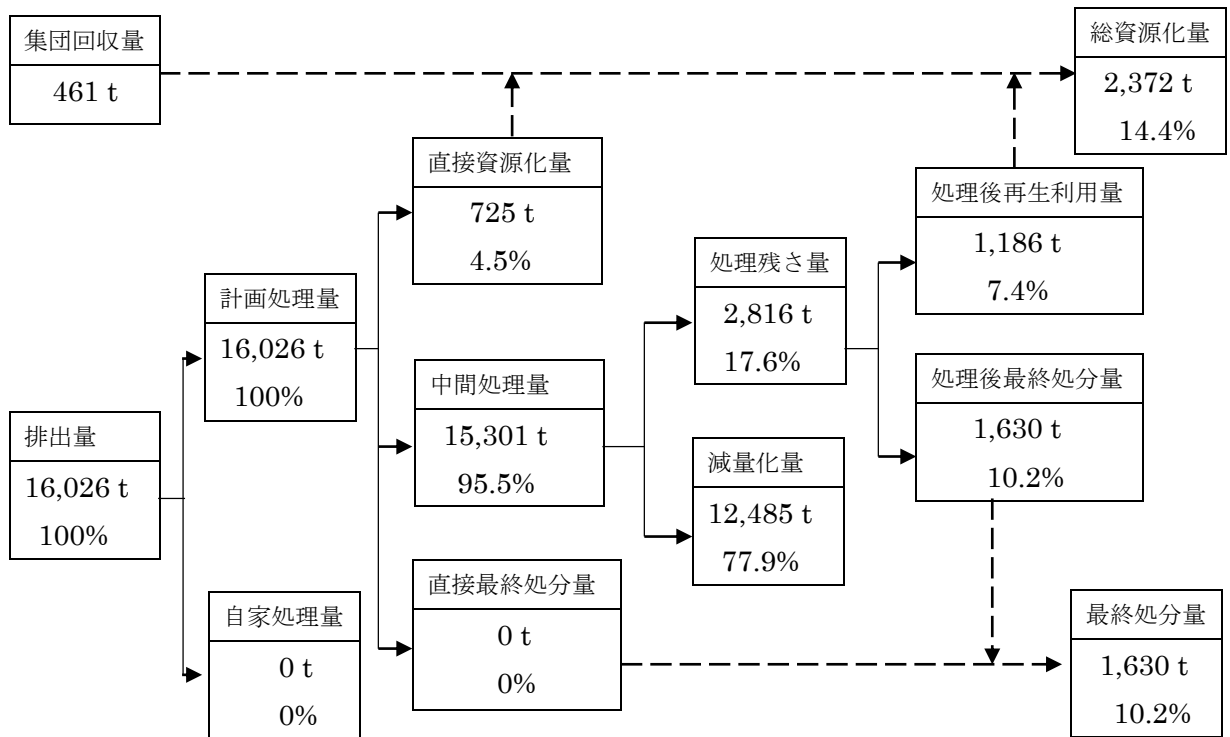 集団回収量
461 t
総資源化量
2,372 t
14.4%
直接資源化量
725 t
4.5%
処理後再生利用量
1,186 t
7.4%
処理残さ量
2,816 t
17.6%
計画処理量
16,026 t
100%
中間処理量
15,301 t
95.5%
処理後最終処分量
1,630 t
10.2%
排出量
16,026 t
100%
減量化量
12,485 t
77.9%
直接最終処分量
0 t
0%
自家処理量
0 t
0%
最終処分量
1,630 t
10.2%